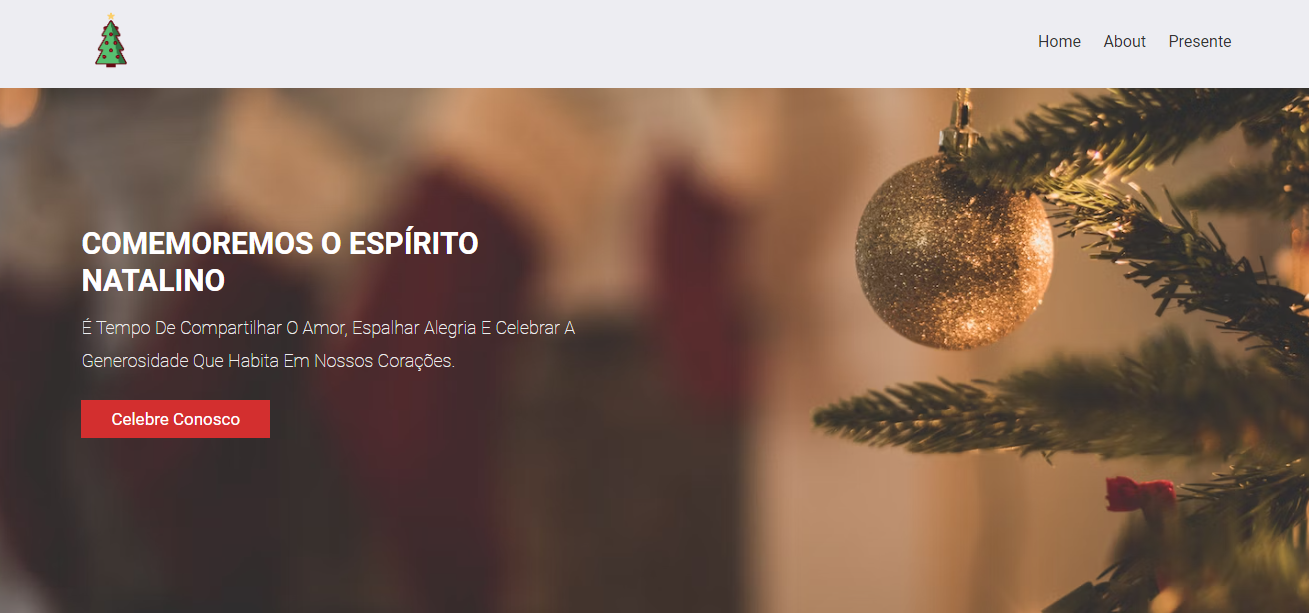 Home About Presente
COMEMOREMOS O ESPÍRITO
NATALINO
É Tempo De Compartilhar O Amor, Espalhar Alegria E Celebrar A
Generosidade Que Habita Em Nossos Corações.
Celebre Conosco